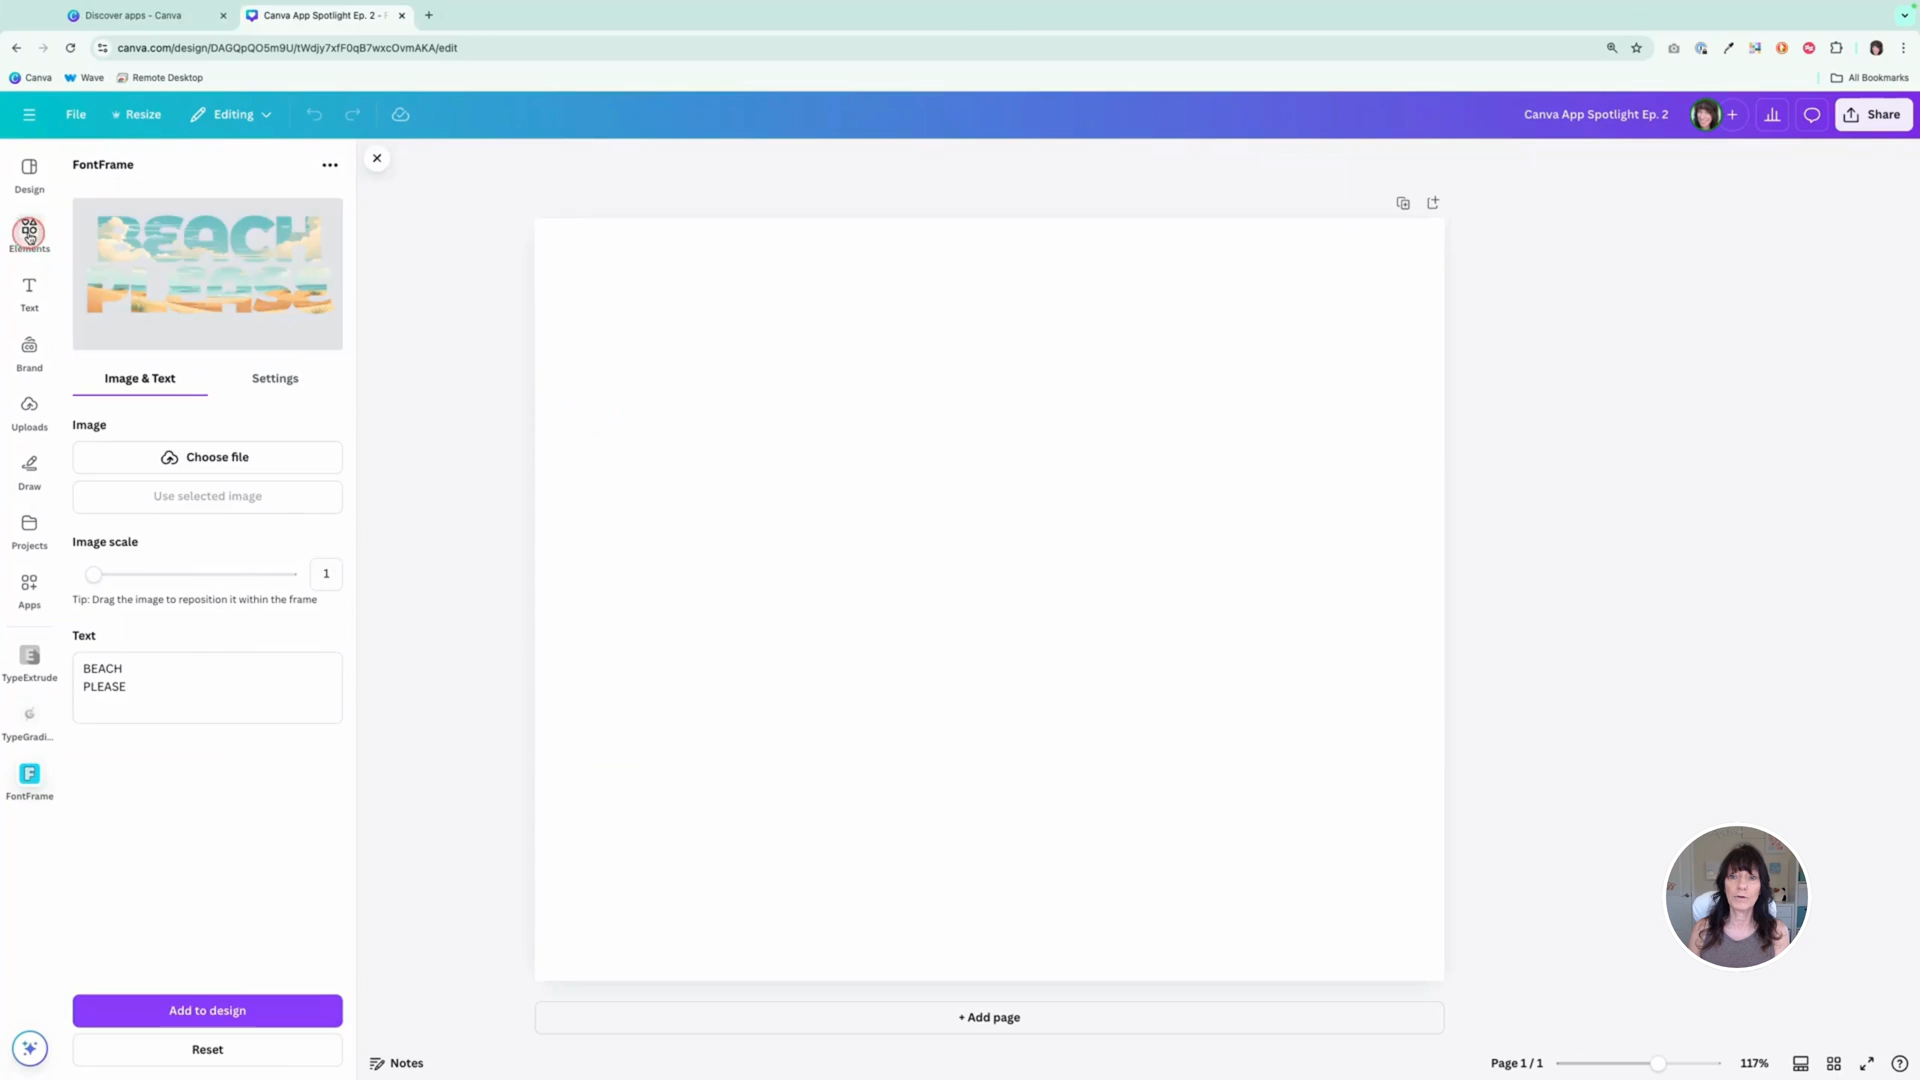 Discover apps - Canva
Canva App Spotlight Ep. 2 -
canva.com/design/DAGQpQO5m9U/tWdjy7xfF0qB7wxcOvmAKA/edit
Canva
Wave
Remote Desktop
All Bookmarks
File
Resize
Editing
Canva App Spotlight Ep. 2
Share
Design
Elements
Text
Brand
Uploads
Draw
Projects
Apps
TypeExtrude
TypeGradi...
FontFrame
FontFrame
BEACH
PLEASE
Image & Text
Settings
Image
Choose file
Use selected image
Image scale
1
Tip: Drag the image to reposition it within the frame
Text
BEACH
PLEASE
Add to design
Reset
+ Add page
Notes
Page 1 / 1
117%